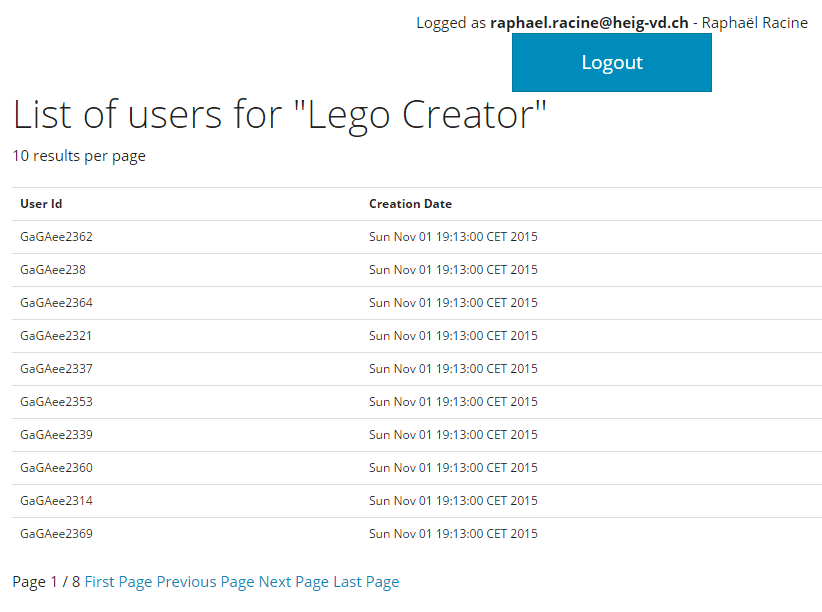 Logged as raphael.racine@heig-vd.ch - Raphaël Racine
Logout
List of users for "Lego Creator"
10 results per page
User Id Creation Date
GaGAee2362 Sun Nov 01 19:13:00 CET 2015
GaGAee238 Sun Nov 01 19:13:00 CET 2015
GaGAee2364 Sun Nov 01 19:13:00 CET 2015
GaGAee2321 Sun Nov 01 19:13:00 CET 2015
GaGAee2337 Sun Nov 01 19:13:00 CET 2015
GaGAee2353 Sun Nov 01 19:13:00 CET 2015
GaGAee2339 Sun Nov 01 19:13:00 CET 2015
GaGAee2360 Sun Nov 01 19:13:00 CET 2015
GaGAee2314 Sun Nov 01 19:13:00 CET 2015
GaGAee2369 Sun Nov 01 19:13:00 CET 2015
Page 1 / 8 First Page Previous Page Next Page Last Page